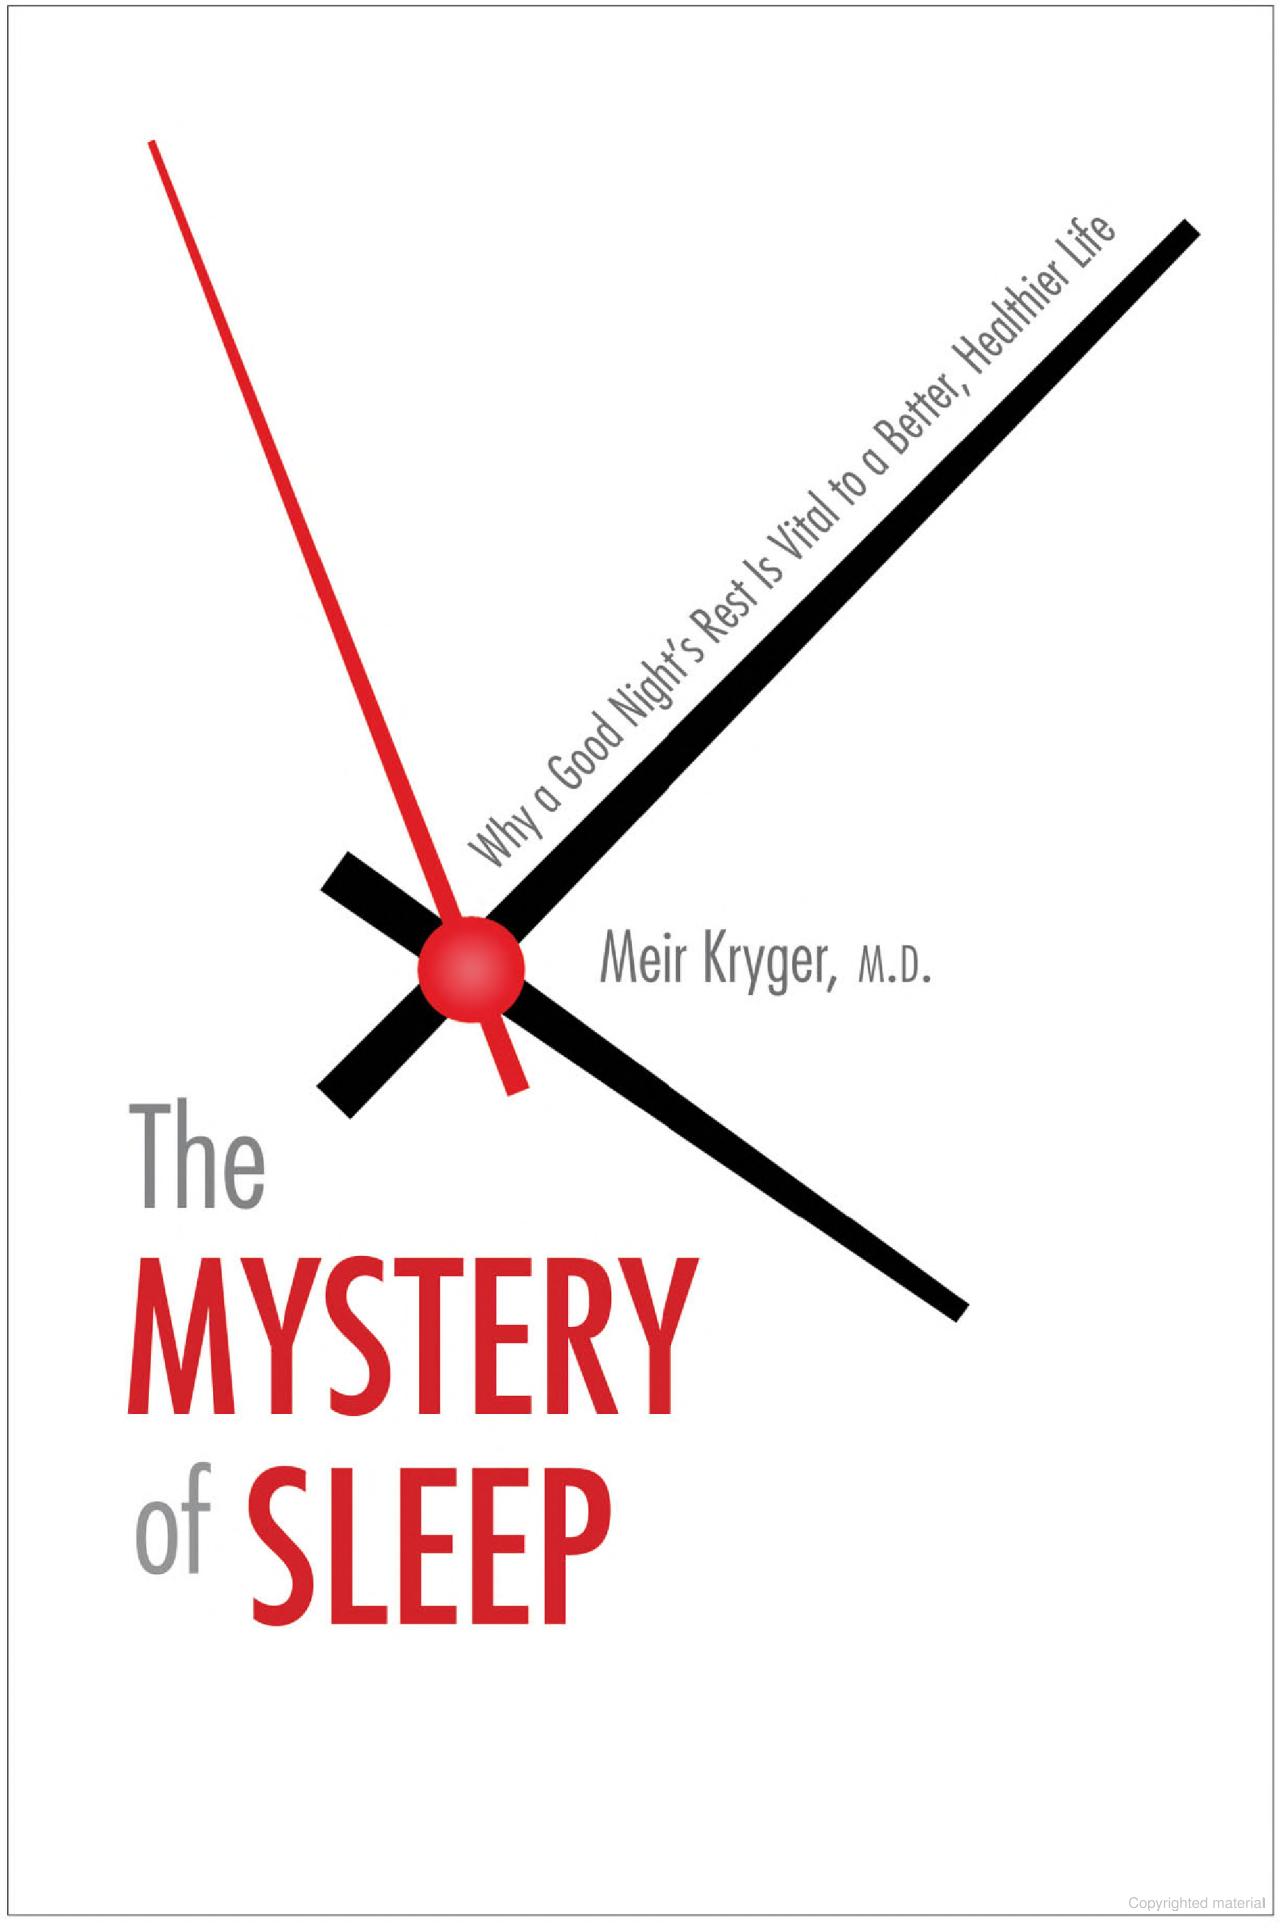 Why a Good Night's Rest Is Vital to a Better, Healthier Life
Meir Kryger, M.D.
The
MYSTERY
of SLEEP
Copyrighted material